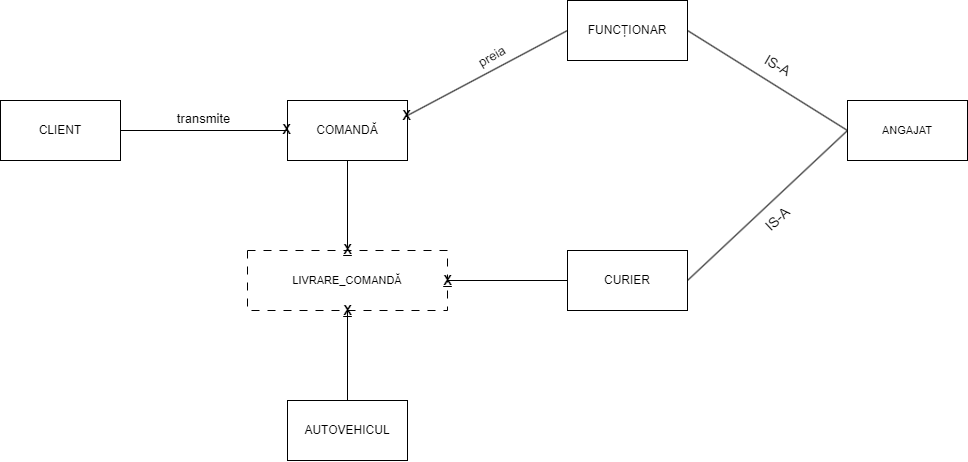 FUNCȚIONAR
preia
IS-A
CLIENT
transmite
X
COMANDĂ
X
ANGAJAT
IS-A
X
LIVRARE_COMANDĂ
X
CURIER
X
AUTOVEHICUL